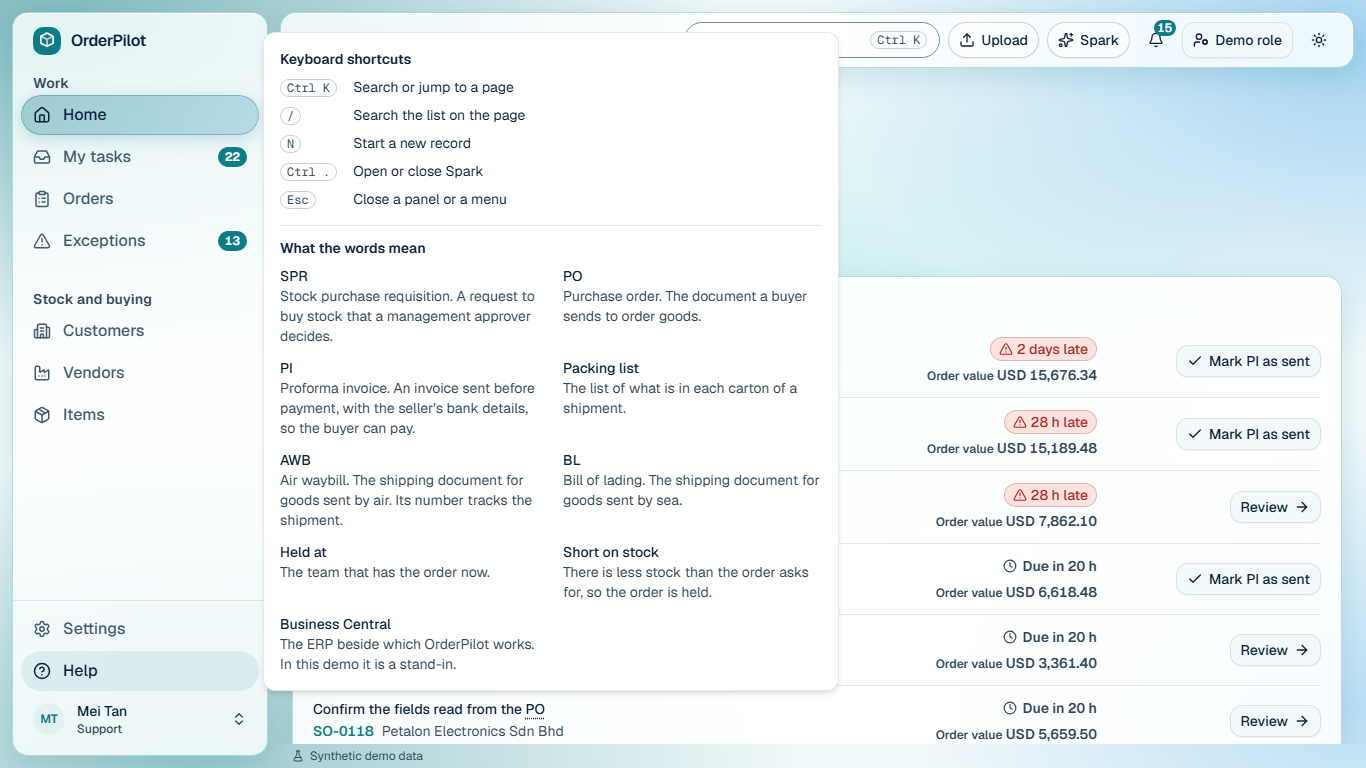 OrderPilot
Work
Home
My tasks
22
Orders
Exceptions
13
Stock and buying
Customers
Vendors
Items
Settings
Help
MT
Mei Tan
Support
Ctrl K
Upload
Spark
15
Demo role
Keyboard shortcuts
Ctrl K
Search or jump to a page
/
Search the list on the page
N
Start a new record
Ctrl .
Open or close Spark
Esc
Close a panel or a menu
What the words mean
SPR
Stock purchase requisition. A request to
buy stock that a management approver
decides.
PO
Purchase order. The document a buyer
sends to order goods.
PI
Proforma invoice. An invoice sent before
payment, with the seller's bank details,
so the buyer can pay.
Packing list
The list of what is in each carton of a
shipment.
AWB
Air waybill. The shipping document for
goods sent by air. Its number tracks the
shipment.
BL
Bill of lading. The shipping document for
goods sent by sea.
Held at
The team that has the order now.
Short on stock
There is less stock than the order asks
for, so the order is held.
Business Central
The ERP beside which OrderPilot works.
In this demo it is a stand-in.
2 days late
Order value USD 15,676.34
Mark PI as sent
28 h late
Order value USD 15,189.48
Mark PI as sent
28 h late
Order value USD 7,862.10
Review
Due in 20 h
Order value USD 6,618.48
Mark PI as sent
Due in 20 h
Order value USD 3,361.40
Review
Confirm the fields read from the PO
SO-0118 Petalon Electronics Sdn Bhd
Due in 20 h
Order value USD 5,659.50
Review
Synthetic demo data